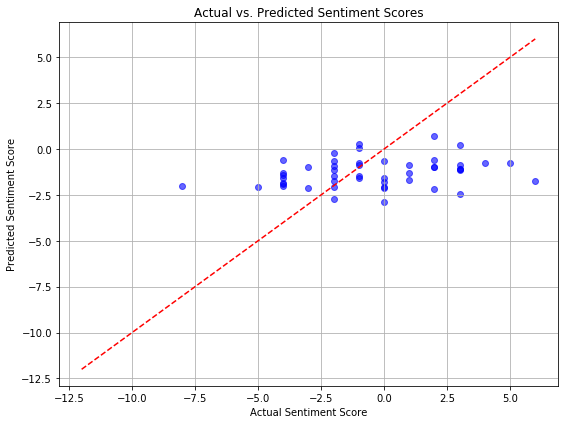 Actual vs. Predicted Sentiment Scores
5.0
2.5
0.0
−2.5
−5.0
−7.5
−10.0
−12.5
Predicted Sentiment Score
−12.5 −10.0 −7.5 −5.0 −2.5 0.0 2.5 5.0
Actual Sentiment Score